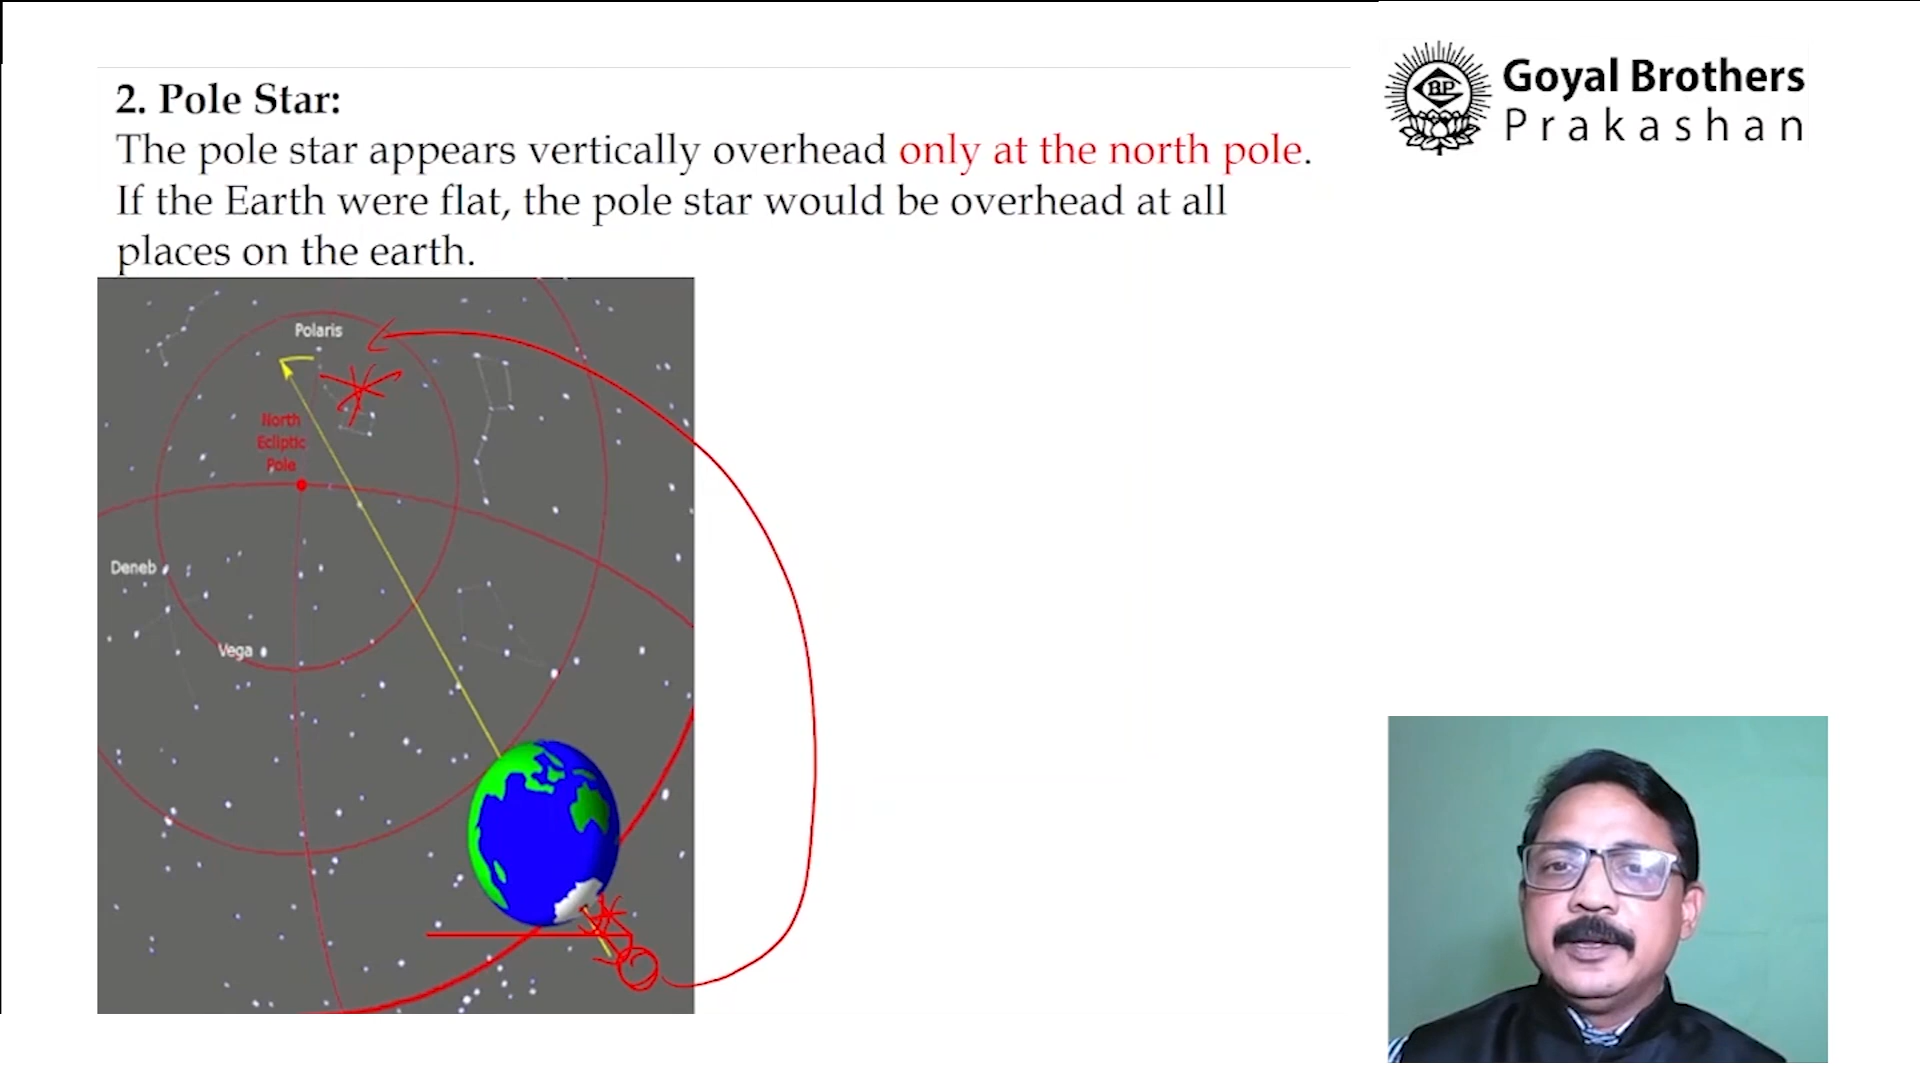 BP
Goyal Brothers
Prakashan
2. Pole Star:
The pole star appears vertically overhead only at the north pole.
If the Earth were flat, the pole star would be overhead at all
places on the earth.
Polaris
North
Ecliptic
Pole
Deneb
Vega